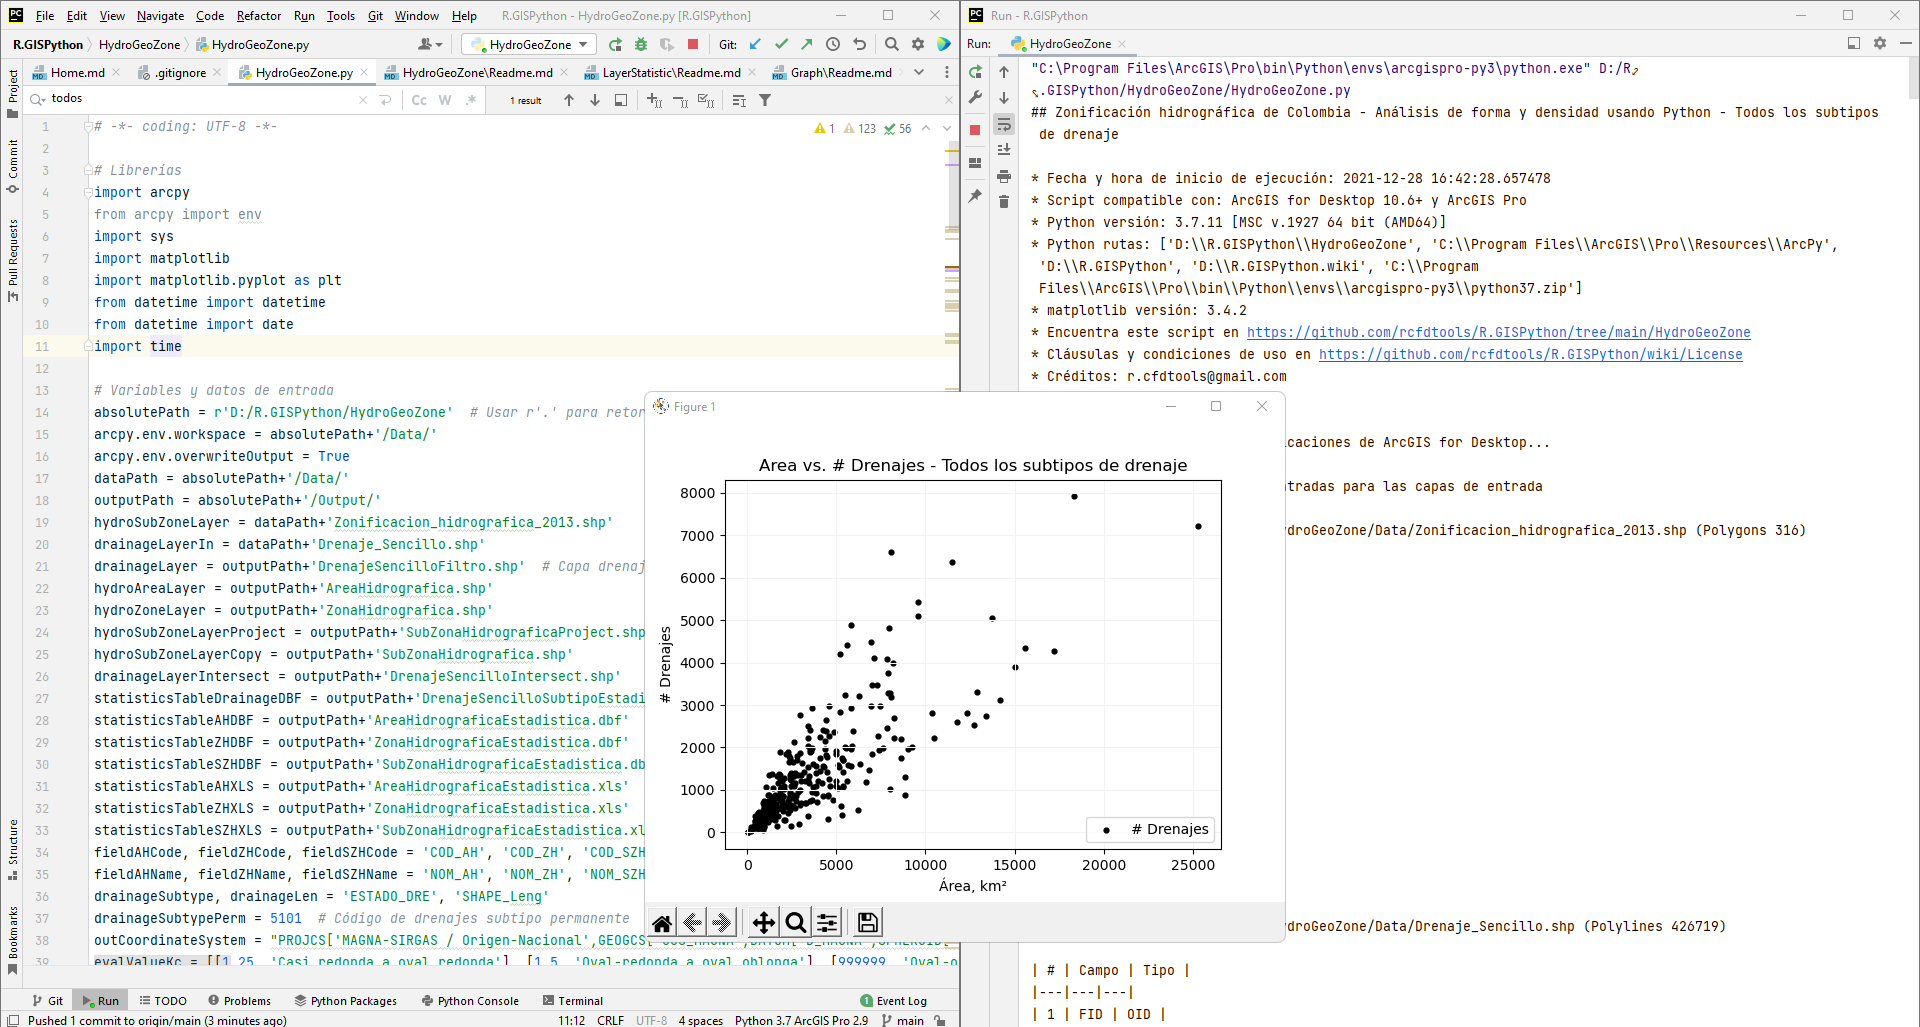 File Edit View Navigate Code Refactor Run Tools Git Window Help R.GISPython - HydroGeoZone.py [R.GISPython]
R.GISPython HydroGeoZone HydroGeoZone.py HydroGeoZone Git:
Home.md .gitignore HydroGeoZone.py HydroGeoZone\Readme.md LayerStatistic\Readme.md Graph\Readme.md
todos Cc W .* 1 result
1 123 56
Project
Commit
Pull Requests
Structure
Bookmarks
1 # -*- coding: UTF-8 -*-
2
3 # Librerías
4 import arcpy
5 from arcpy import env
6 import sys
7 import matplotlib
8 import matplotlib.pyplot as plt
9 from datetime import datetime
10 from datetime import date
11 import time
12
13 # Variables y datos de entrada
14 absolutePath = r'D:/R.GISPython/HydroGeoZone' # Usar r'.' para retor
15 arcpy.env.workspace = absolutePath+'/Data/'
16 arcpy.env.overwriteOutput = True
17 dataPath = absolutePath+'/Data/'
18 outputPath = absolutePath+'/Output/'
19 hydroSubZoneLayer = dataPath+'Zonificacion_hidrografica_2013.shp'
20 drainageLayerIn = dataPath+'Drenaje_Sencillo.shp'
21 drainageLayer = outputPath+'DrenajeSencilloFiltro.shp' # Capa drenaj
22 hydroAreaLayer = outputPath+'AreaHidrografica.shp'
23 hydroZoneLayer = outputPath+'ZonaHidrografica.shp'
24 hydroSubZoneLayerProject = outputPath+'SubZonaHidrograficaProject.shp
25 hydroSubZoneLayerCopy = outputPath+'SubZonaHidrografica.shp'
26 drainageLayerIntersect = outputPath+'DrenajeSencilloIntersect.shp'
27 statisticsTableDrainageDBF = outputPath+'DrenajeSencilloSubtipoEstadi
28 statisticsTableAHDBF = outputPath+'AreaHidrograficaEstadistica.dbf'
29 statisticsTableZHDBF = outputPath+'ZonaHidrograficaEstadistica.dbf'
30 statisticsTableSZHDBF = outputPath+'SubZonaHidrograficaEstadistica.db
31 statisticsTableAHXLS = outputPath+'AreaHidrograficaEstadistica.xls'
32 statisticsTableZHXLS = outputPath+'ZonaHidrograficaEstadistica.xls'
33 statisticsTableSZHXLS = outputPath+'SubZonaHidrograficaEstadistica.xl
34 fieldAHCode, fieldZHCode, fieldSZHCode = 'COD_AH', 'COD_ZH', 'COD_SZH
35 fieldAHName, fieldZHName, fieldSZHName = 'NOM_AH', 'NOM_ZH', 'NOM_SZH
36 drainageSubtype, drainageLen = 'ESTADO_DRE', 'SHAPE_Leng'
37 drainageSubtypePerm = 5101 # Código de drenajes subtipo permanente
38 outCoordinateSystem = "PROJCS['MAGNA-SIRGAS / Origen-Nacional',GEOGCS[
39 evalValueKc = [[1.25, 'Casi redonda a oval redonda'], [1.5, 'Oval-redonda a oval oblonga'], [999999, 'Oval-o
Git Run TODO Problems Python Packages Python Console Terminal 1 Event Log
Pushed 1 commit to origin/main (3 minutes ago) 11:12 CRLF UTF-8 4 spaces Python 3.7 ArcGIS Pro 2.9 main
Run - R.GISPython
Run: HydroGeoZone
"C:\Program Files\ArcGIS\Pro\bin\Python\envs\arcgispro-py3\python.exe" D:/R
.GISPython/HydroGeoZone/HydroGeoZone.py
## Zonificación hidrográfica de Colombia - Análisis de forma y densidad usando Python - Todos los subtipos
de drenaje
* Fecha y hora de inicio de ejecución: 2021-12-28 16:42:28.657478
* Script compatible con: ArcGIS for Desktop 10.6+ y ArcGIS Pro
* Python versión: 3.7.11 [MSC v.1927 64 bit (AMD64)]
* Python rutas: ['D:\\R.GISPython\\HydroGeoZone', 'C:\\Program Files\\ArcGIS\\Pro\\Resources\\ArcPy',
'D:\\R.GISPython', 'D:\\R.GISPython.wiki', 'C:\\Program
Files\\ArcGIS\\Pro\\bin\\Python\\envs\\arcgispro-py3\\python37.zip']
* matplotlib versión: 3.4.2
* Encuentra este script en https://github.com/rcfdtools/R.GISPython/tree/main/HydroGeoZone
* Cláusulas y condiciones de uso en https://github.com/rcfdtools/R.GISPython/wiki/License
* Créditos: r.cfdtools@gmail.com
icaciones de ArcGIS for Desktop...
ntradas para las capas de entrada
ydroGeoZone/Data/Zonificacion_hidrografica_2013.shp (Polygons 316)
ydroGeoZone/Data/Drenaje_Sencillo.shp (Polylines 426719)
| # | Campo | Tipo |
|---|---|---|
| 1 | FID | OID |
Figure 1
Area vs. # Drenajes - Todos los subtipos de drenaje
# Drenajes
8000
7000
6000
5000
4000
3000
2000
1000
0
# Drenajes
0 5000 10000 15000 20000 25000
Área, km²